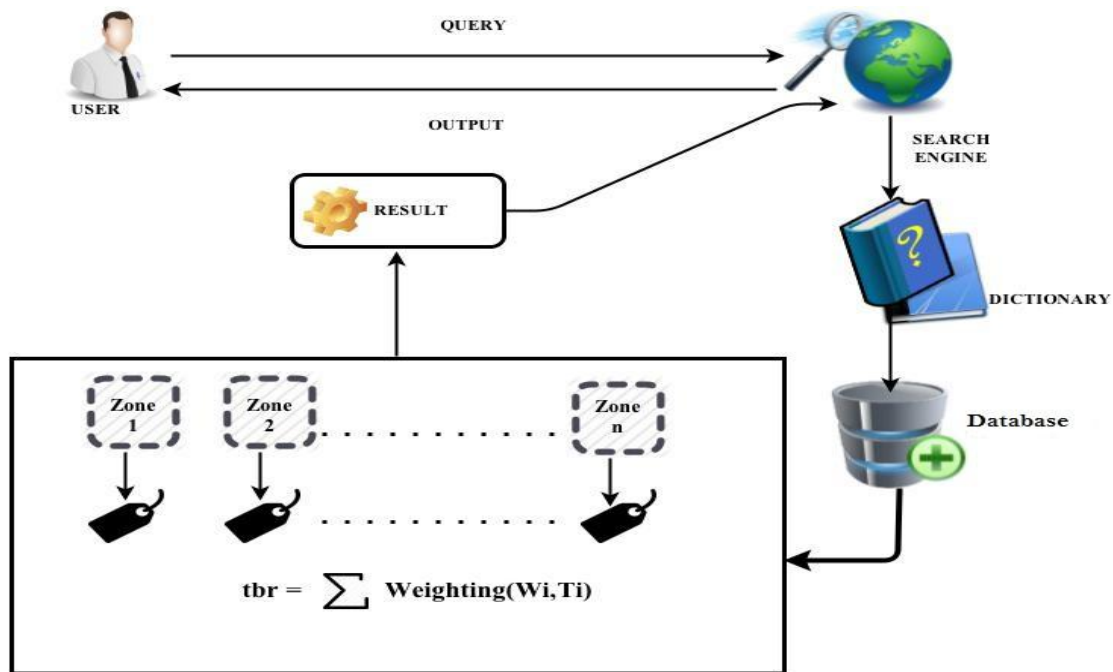 QUERY
USER
OUTPUT
SEARCH
ENGINE
RESULT
?
DICTIONARY
Zone
1
Zone
2
Zone
n
Database
tbr = ∑ Weighting(Wi,Ti)